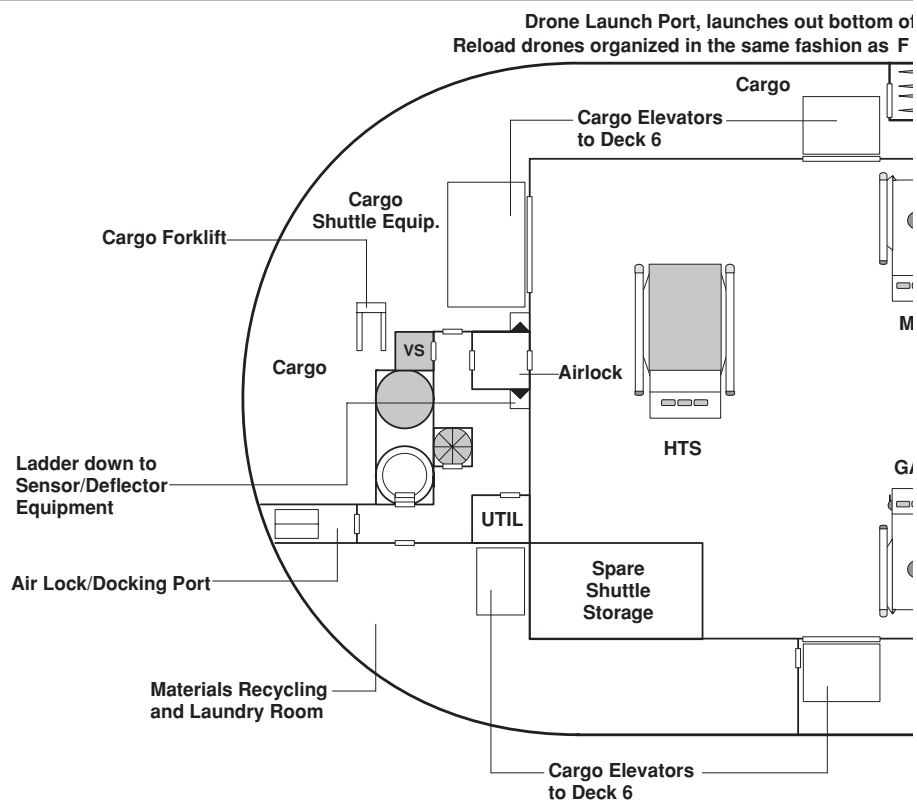 Drone Launch Port, launches out bottom of
Reload drones organized in the same fashion as F
Cargo
Cargo Elevators
to Deck 6
Cargo
Shuttle Equip.
Cargo Forklift
VS
Cargo
Airlock
M
HTS
Ladder down to
Sensor/Deflector
Equipment
GA
UTIL
Air Lock/Docking Port
Spare
Shuttle
Storage
Materials Recycling
and Laundry Room
Cargo Elevators
to Deck 6